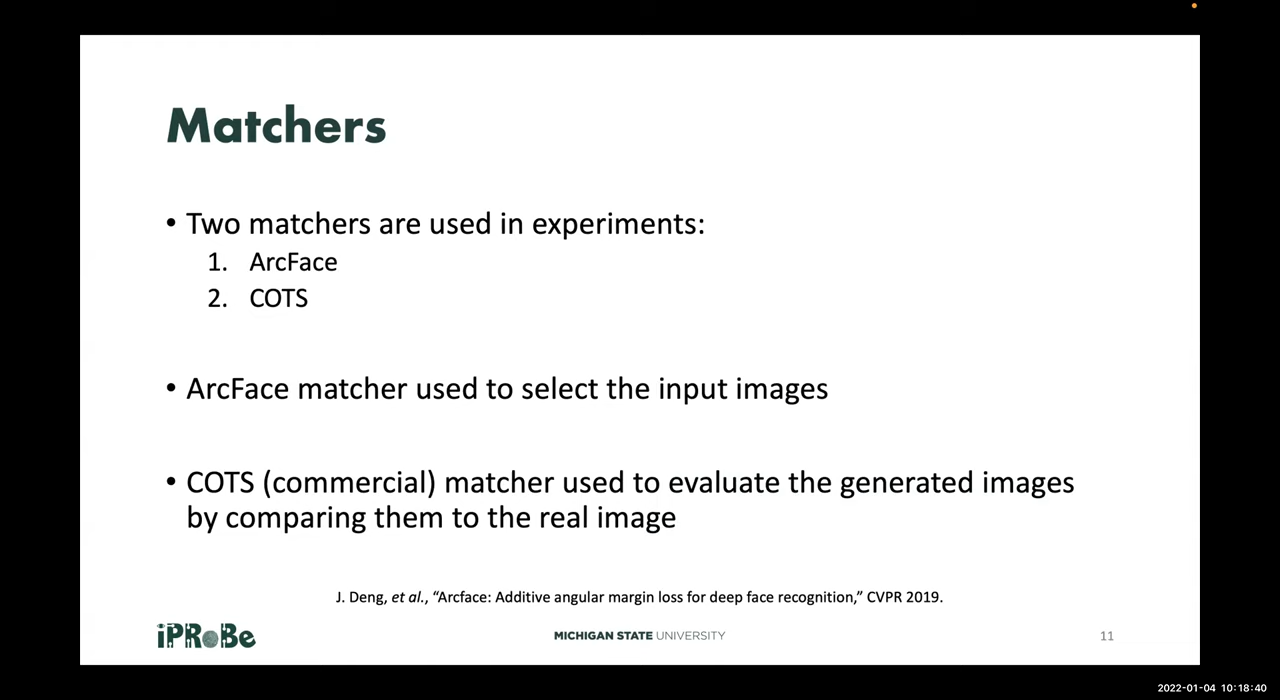 Matchers
• Two matchers are used in experiments:
1. ArcFace
2. COTS
• ArcFace matcher used to select the input images
• COTS (commercial) matcher used to evaluate the generated images
by comparing them to the real image
J. Deng, et al., “Arcface: Additive angular margin loss for deep face recognition,” CVPR 2019.
iPRoBe
MICHIGAN STATE UNIVERSITY
11
2022-01-04 10:18:40